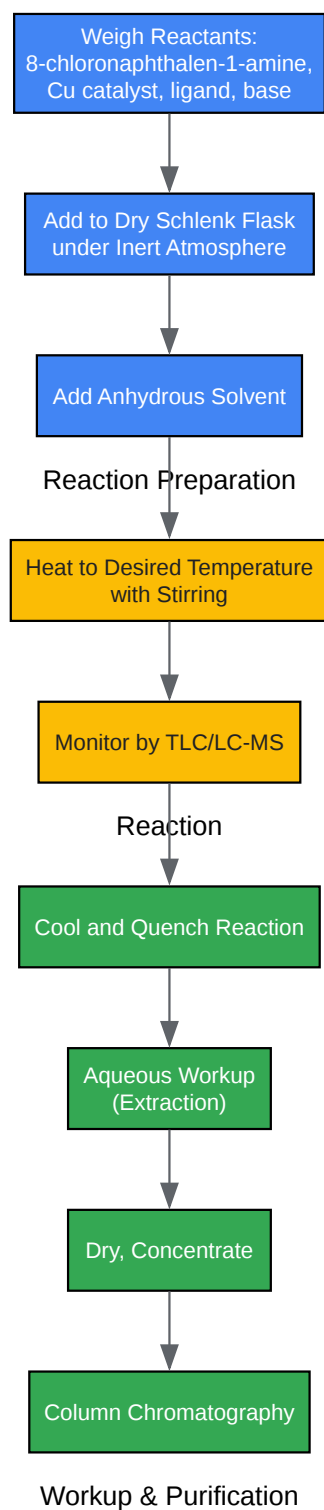 Weigh Reactants:
8-chloronaphthalen-1-amine,
Cu catalyst, ligand, base
Add to Dry Schlenk Flask
under Inert Atmosphere
Add Anhydrous Solvent
Reaction Preparation
Heat to Desired Temperature
with Stirring
Monitor by TLC/LC-MS
Reaction
Cool and Quench Reaction
Aqueous Workup
(Extraction)
Dry, Concentrate
Column Chromatography
Workup & Purification